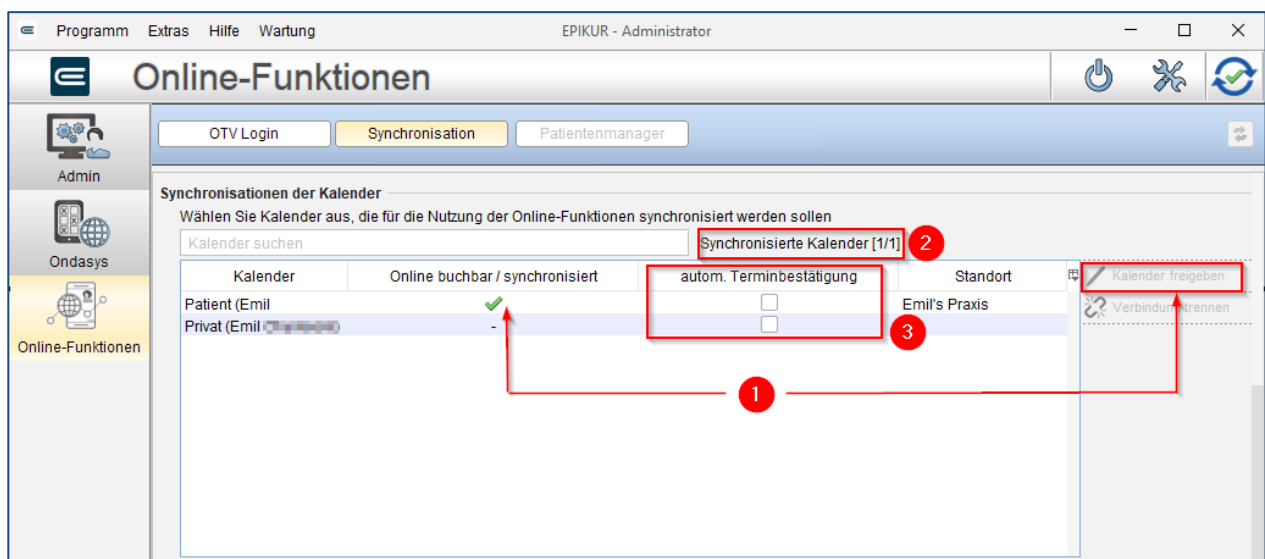 Programm Extras Hilfe Wartung EPIKUR - Administrator
Online-Funktionen
OTV Login Synchronisation Patientenmanager
Admin
Synchronisationen der Kalender
Wählen Sie Kalender aus, die für die Nutzung der Online-Funktionen synchronisiert werden sollen
Kalender suchen Synchronisierte Kalender [1/1] 2
Ondasys
Kalender Online buchbar / synchronisiert autom. Terminbestätigung Standort Kalender freigeben
Patient (Emil Emil's Praxis Verbindung trennen
Privat (Emil - 3
Online-Funktionen
1